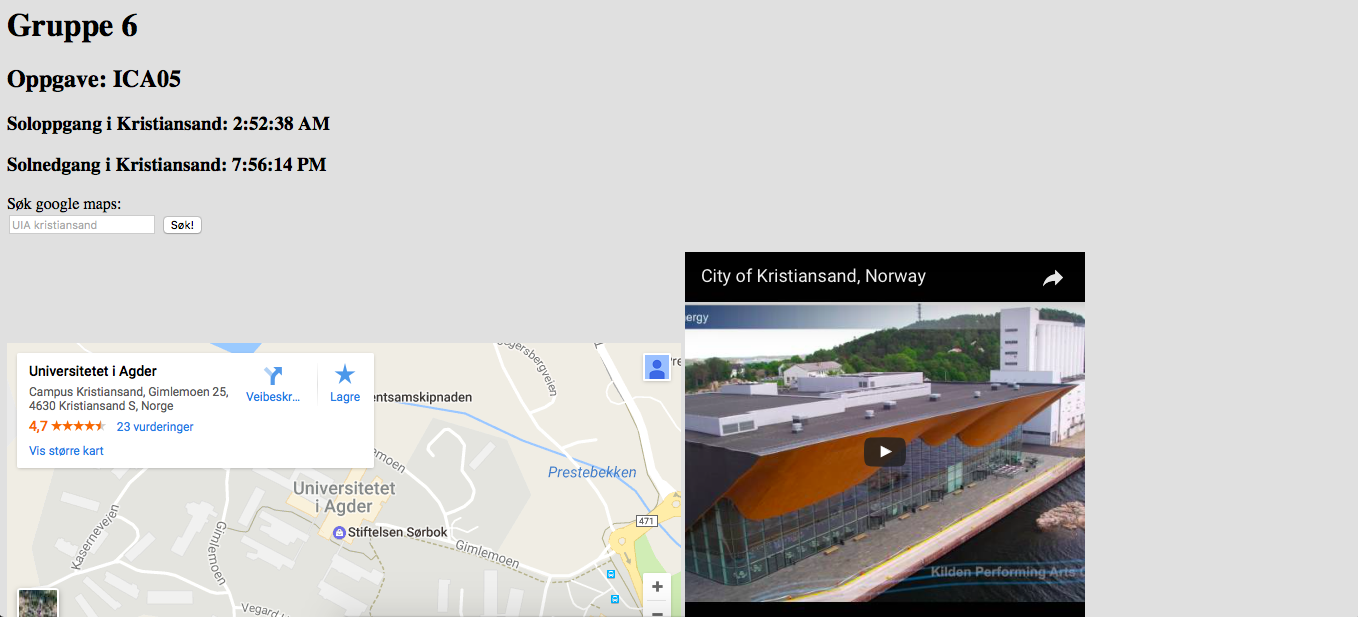 Gruppe 6
Oppgave: ICA05
Soloppgang i Kristiansand: 2:52:38 AM
Solnedgang i Kristiansand: 7:56:14 PM
Søk google maps:
UIA kristiansand
Søk!
Universitetet i Agder
Campus Kristiansand, Gimlemoen 25,
4630 Kristiansand S, Norge
4,7
23 vurderinger
Vis større kart
Veibeskr...
Lagre
entsamskipnaden
Prestebekken
Universitetet
i Agder
Stiftelsen Sørbok
471
Gimlemoen
Gimlemoen
Kaserneveien
Vegard
+
−
City of Kristiansand, Norway
ergy
Kilden Performing Arts C